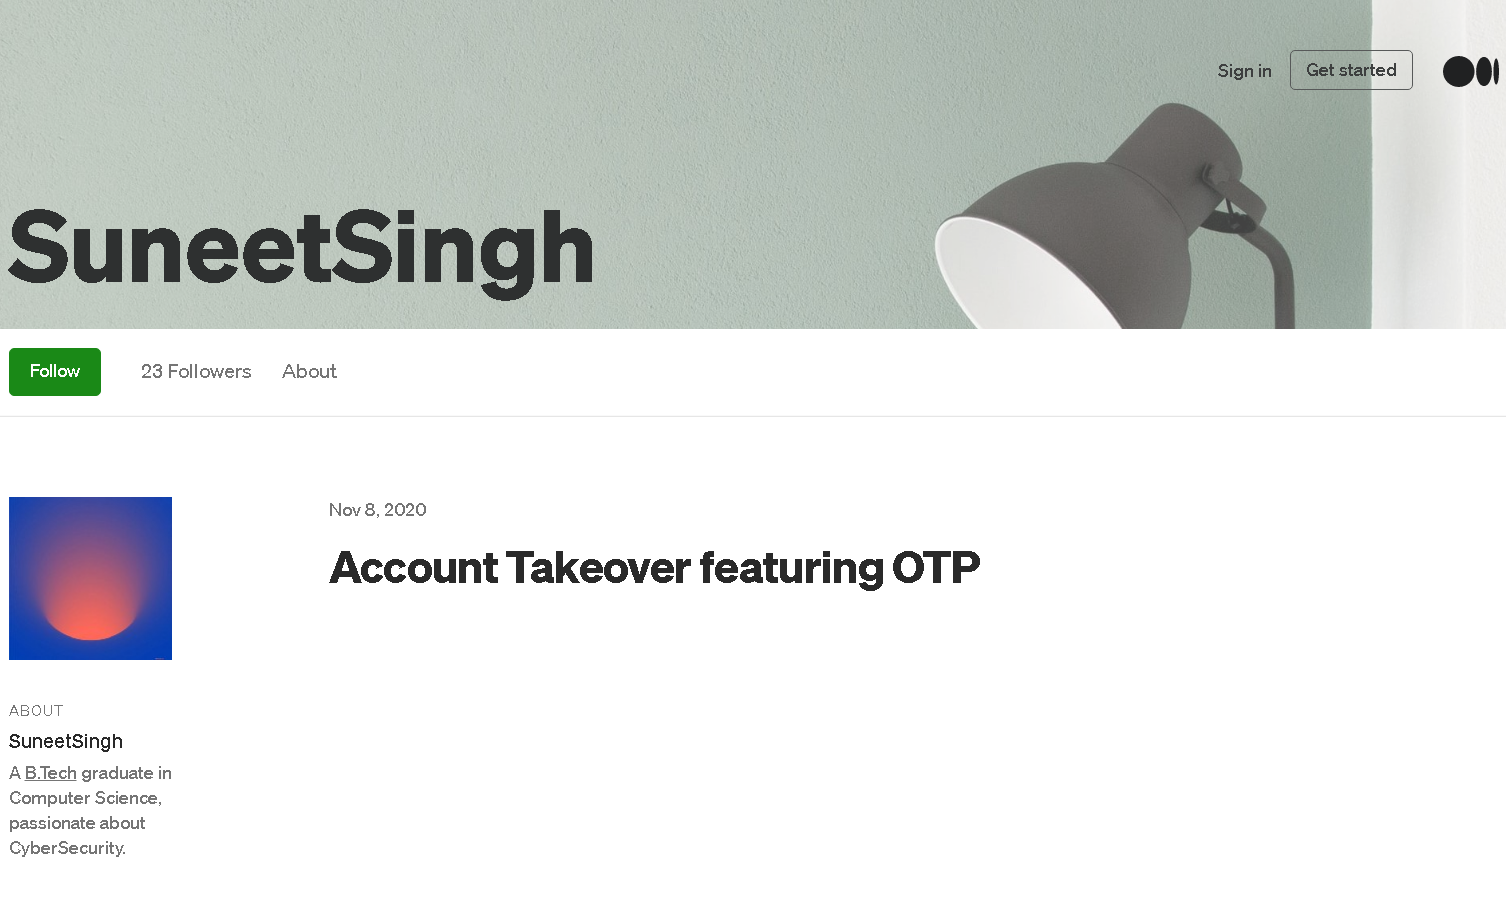 Sign in
Get started
SuneetSingh
Follow
23 Followers
About
Nov 8, 2020
Account Takeover featuring OTP
ABOUT
SuneetSingh
A B.Tech graduate in
Computer Science,
passionate about
CyberSecurity.